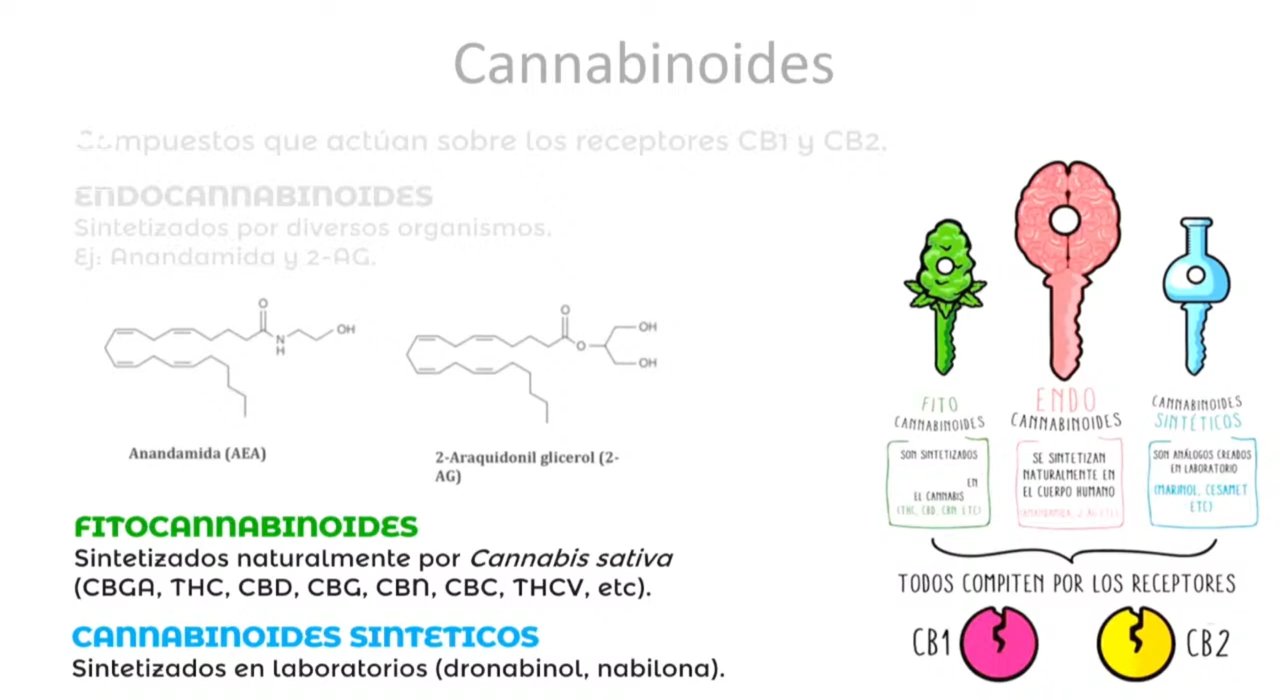 Cannabinoides
Compuestos que actúan sobre los receptores CB1 y CB2.
ENDOCANNABINOIDES
Sintetizados por diversos organismos.
Ej: Anandamida y 2-AG.
O
N
H
OH
Anandamida (AEA)
O
O
OH
OH
2-Araquidonil glicerol (2-
AG)
FITOCANNABINOIDES
Sintetizados naturalmente por Cannabis sativa
(CBGA, THC, CBD, CBG, CBN, CBC, THCV, etc).
CANNABINOIDES SINTETICOS
Sintetizados en laboratorios (dronabinol, nabilona).
FITO
CANNABINOIDES
SON SINTETIZADOS
EN
EL CANNABIS
(THC, CBD, CBN, ETC)
ENDO
CANNABINOIDES
SE SINTETIZAN
NATURALMENTE EN
EL CUERPO HUMANO
(ANANDAMIDA, 2-AG ETC)
CANNABINOIDES
SINTÉTICOS
SON ANÁLOGOS CREADOS
EN LABORATORIO
(MARINOL, CESAMET
ETC)
TODOS COMPITEN POR LOS RECEPTORES
CB1
CB2